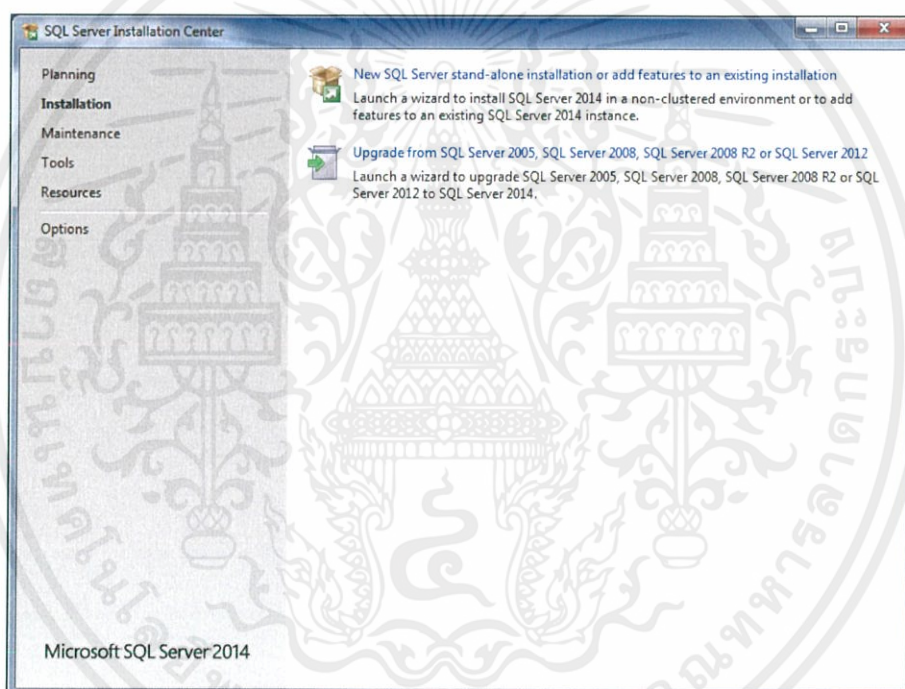 SQL Server Installation Center
Planning
Installation
Maintenance
Tools
Resources
Options
New SQL Server stand-alone installation or add features to an existing installation
Launch a wizard to install SQL Server 2014 in a non-clustered environment or to add
features to an existing SQL Server 2014 instance.
Upgrade from SQL Server 2005, SQL Server 2008, SQL Server 2008 R2 or SQL Server 2012
Launch a wizard to upgrade SQL Server 2005, SQL Server 2008, SQL Server 2008 R2 or SQL
Server 2012 to SQL Server 2014.
Microsoft SQL Server 2014